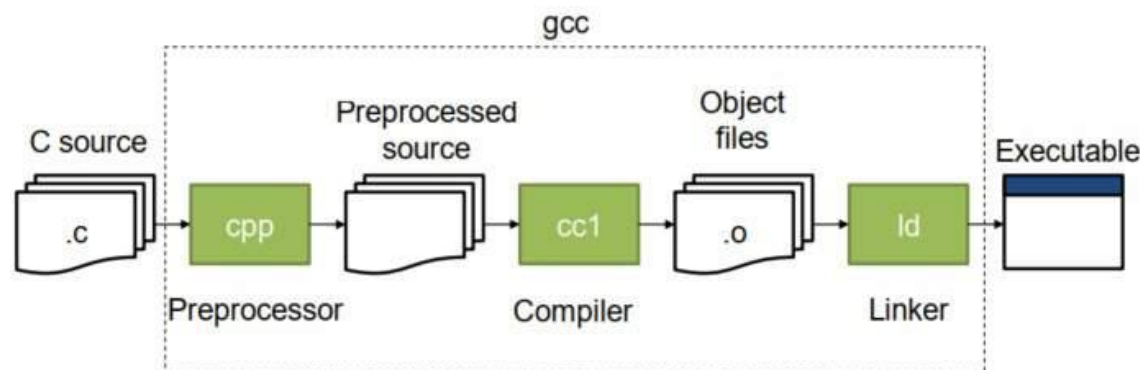 gcc
C source
Preprocessed
source
Object
files
Executable
.c
cpp
cc1
.o
ld
Preprocessor
Compiler
Linker